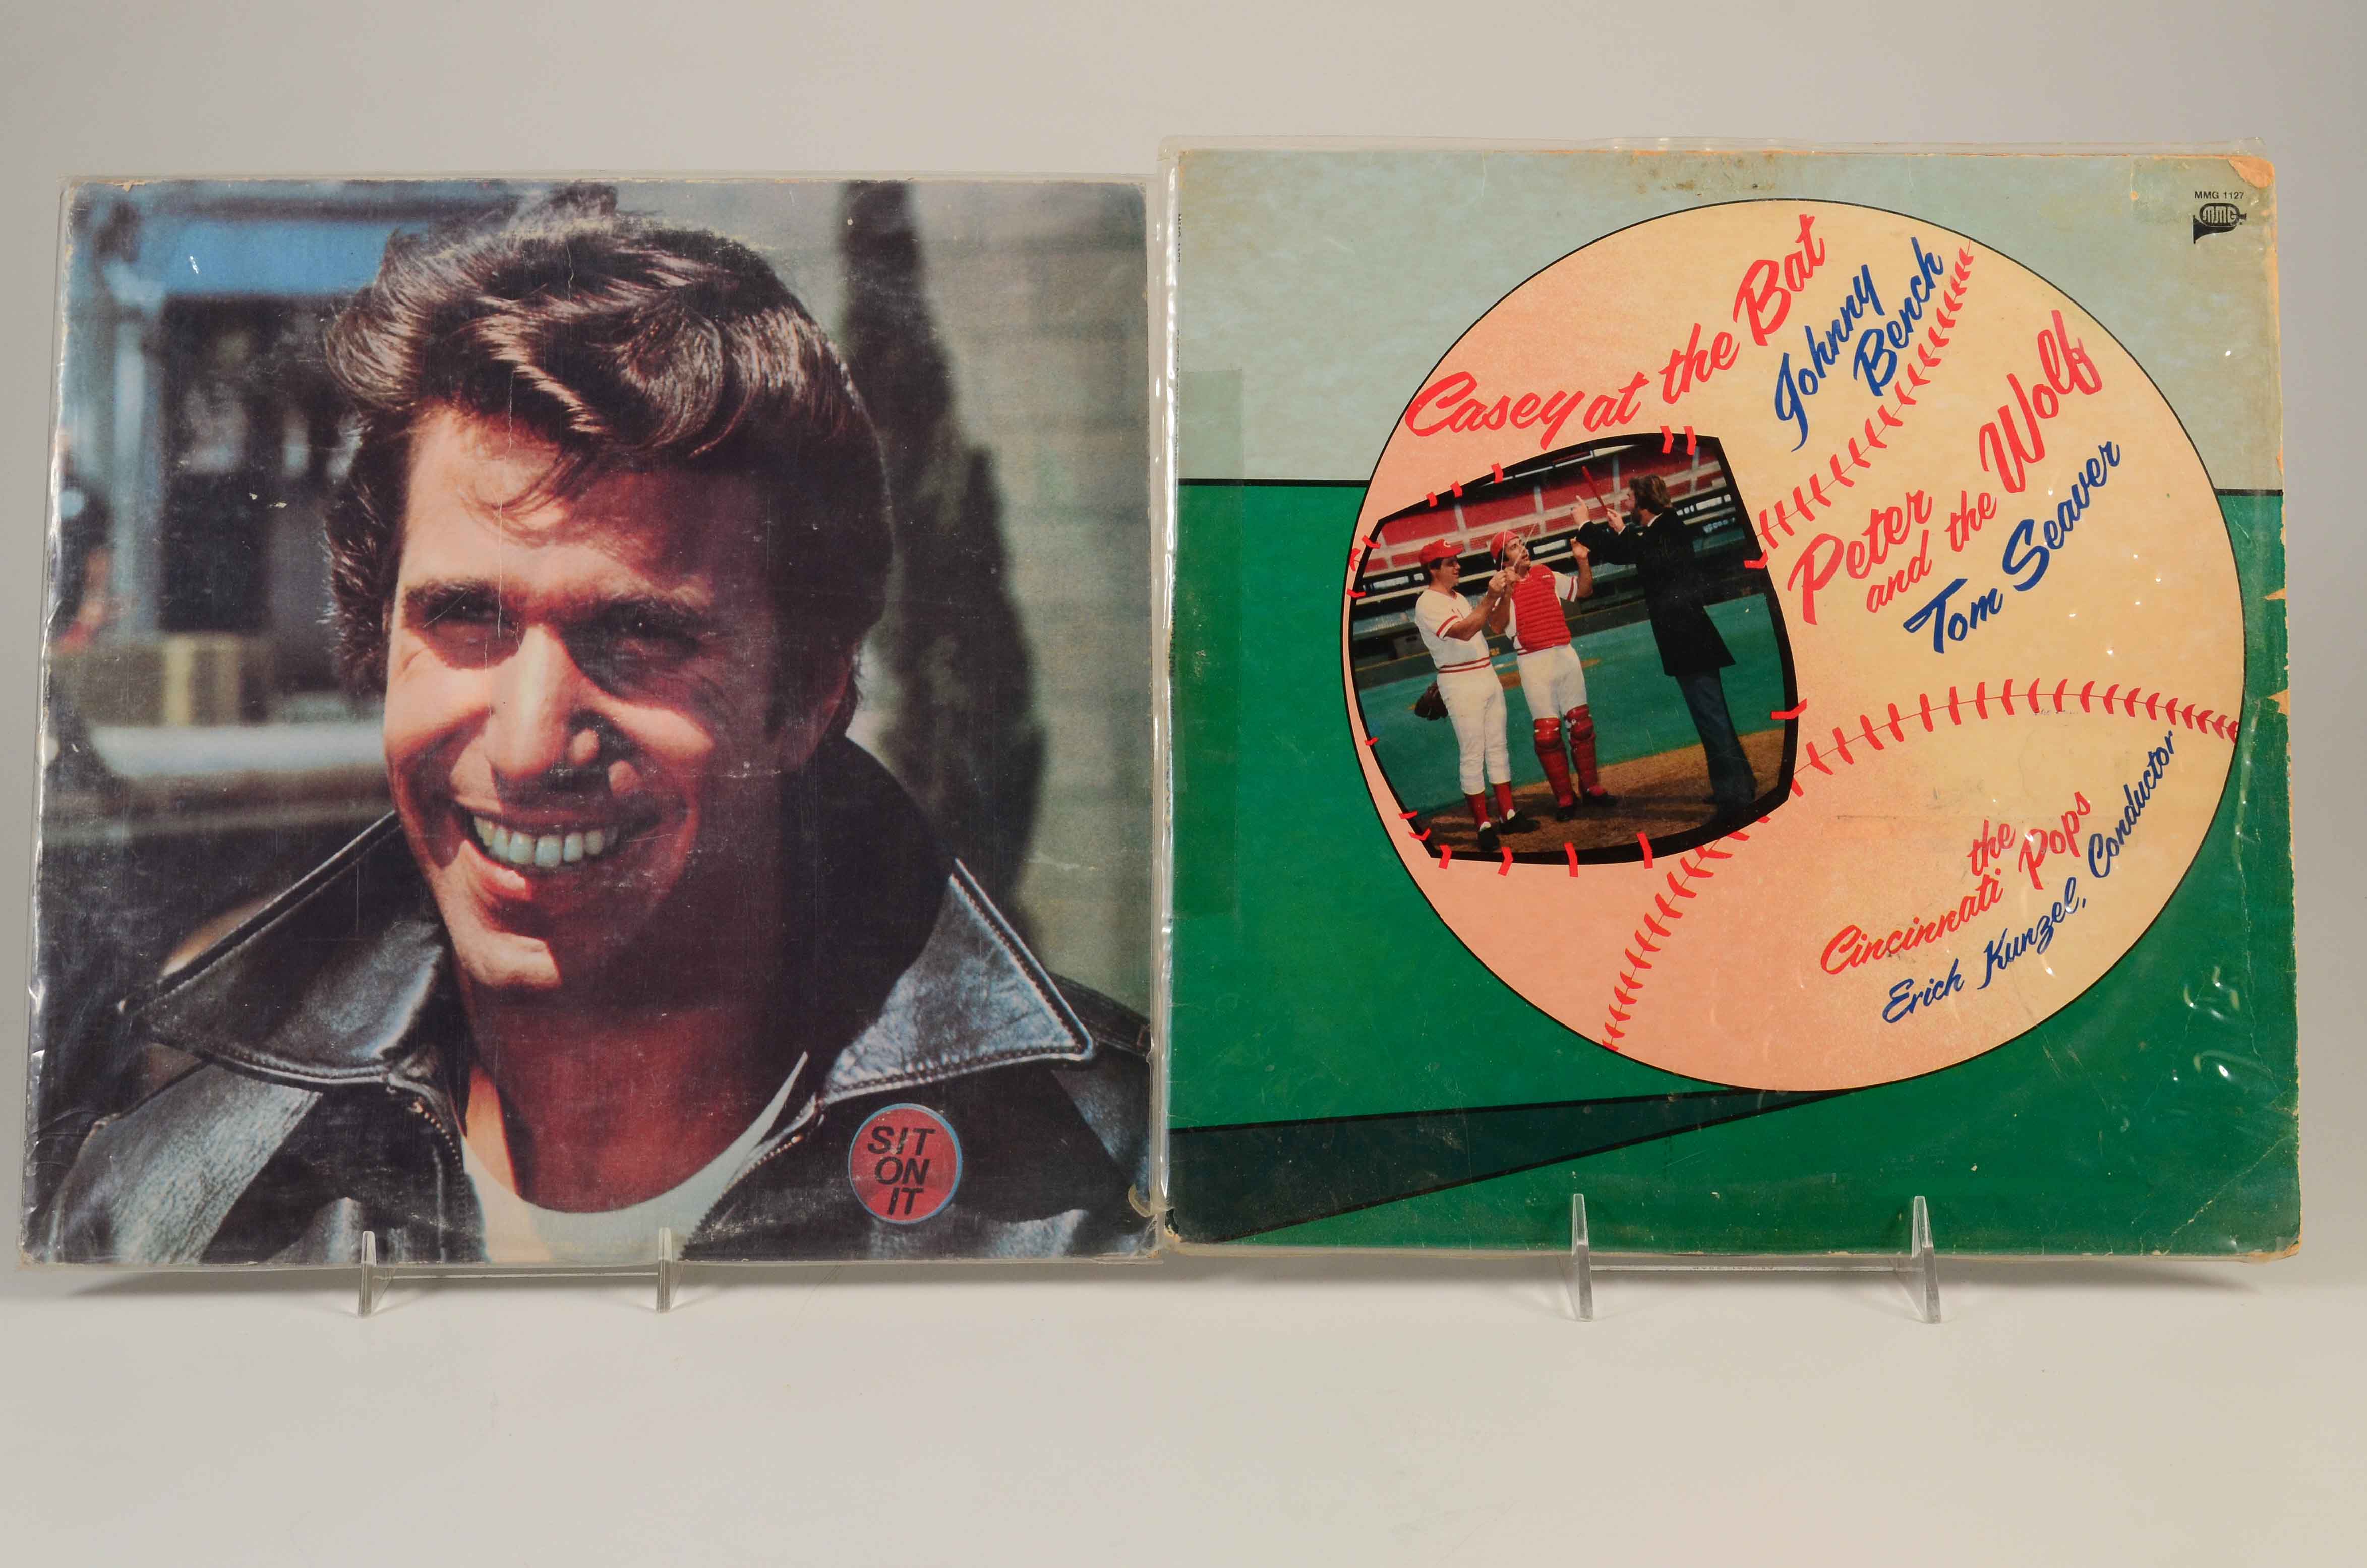 SIT
ON
IT
MMG 1127
MMG
Casey at the Bat
Johnny
Bench
Peter
and the Wolf
Tom Seaver
the
Cincinnati Pops
Erich Kunzel, Conductor